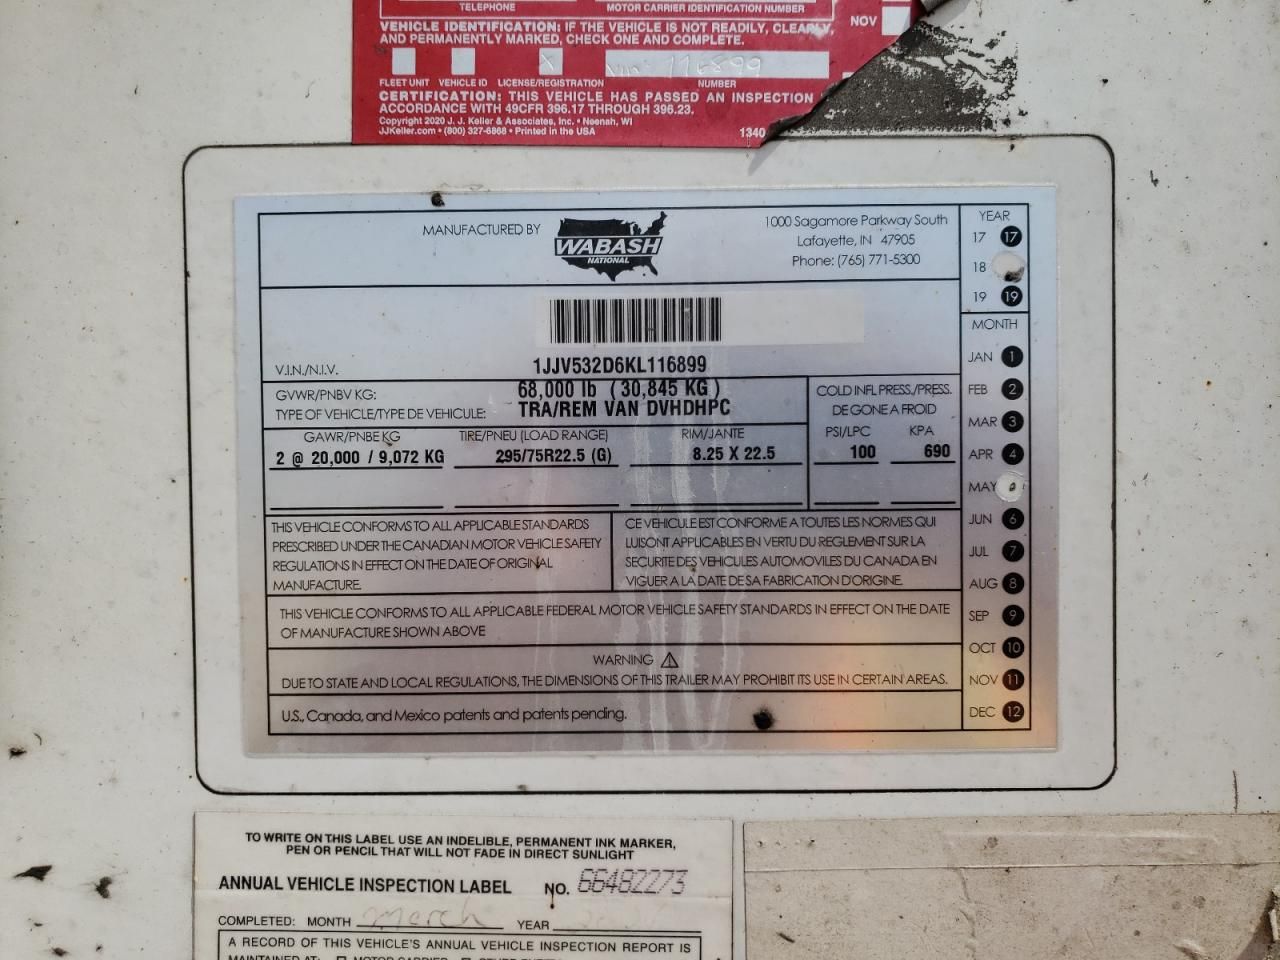 TELEPHONE MOTOR CARRIER IDENTIFICATION NUMBER
NOV
VEHICLE IDENTIFICATION: IF THE VEHICLE IS NOT READILY, CLEARLY,
AND PERMANENTLY MARKED, CHECK ONE AND COMPLETE.
X 116899
FLEET UNIT VEHICLE ID LICENSE/REGISTRATION NUMBER
CERTIFICATION: THIS VEHICLE HAS PASSED AN INSPECTION
ACCORDANCE WITH 49CFR 396.17 THROUGH 396.23.
Copyright 2020 J. J. Keller & Associates, Inc. • Neenah, WI
JJKeller.com • (800) 327-6868 • Printed in the USA 1340
MANUFACTURED BY
WABASH
NATIONAL
1000 Sagamore Parkway South
Lafayette, IN 47905
Phone: (765) 771-5300
YEAR
17 17
18
19 19
V.I.N./N.I.V. 1JJV532D6KL116899
GVWR/PNBV KG: 68,000 lb ( 30,845 KG )
TYPE OF VEHICLE/TYPE DE VEHICULE: TRA/REM VAN DVHDHPC
COLD INFL PRESS./PRESS.
DE GONE A FROID
GAWR/PNBE KG TIRE/PNEU (LOAD RANGE) RIM/JANTE PSI/LPC KPA
2 @ 20,000 / 9,072 KG 295/75R22.5 (G) 8.25 X 22.5 100 690
THIS VEHICLE CONFORMS TO ALL APPLICABLE STANDARDS
PRESCRIBED UNDER THE CANADIAN MOTOR VEHICLE SAFETY
REGULATIONS IN EFFECT ON THE DATE OF ORIGINAL
MANUFACTURE.
CE VEHICULE EST CONFORME A TOUTES LES NORMES QUI
LUI SONT APPLICABLES EN VERTU DU REGLEMENT SUR LA
SECURITE DES VEHICULES AUTOMOVILES DU CANADA EN
VIGUER A LA DATE DE SA FABRICATION D'ORIGINE.
THIS VEHICLE CONFORMS TO ALL APPLICABLE FEDERAL MOTOR VEHICLE SAFETY STANDARDS IN EFFECT ON THE DATE
OF MANUFACTURE SHOWN ABOVE
WARNING
DUE TO STATE AND LOCAL REGULATIONS, THE DIMENSIONS OF THIS TRAILER MAY PROHIBIT ITS USE IN CERTAIN AREAS.
U.S., Canada, and Mexico patents and patents pending.
MONTH
JAN 1
FEB 2
MAR 3
APR 4
MAY
JUN 6
JUL 7
AUG 8
SEP 9
OCT 10
NOV 11
DEC 12
TO WRITE ON THIS LABEL USE AN INDELIBLE, PERMANENT INK MARKER,
PEN OR PENCIL THAT WILL NOT FADE IN DIRECT SUNLIGHT
ANNUAL VEHICLE INSPECTION LABEL NO. 66482273
COMPLETED: MONTH March YEAR
A RECORD OF THIS VEHICLE'S ANNUAL VEHICLE INSPECTION REPORT IS
MAINTAINED AT: MOTOR CARRIER